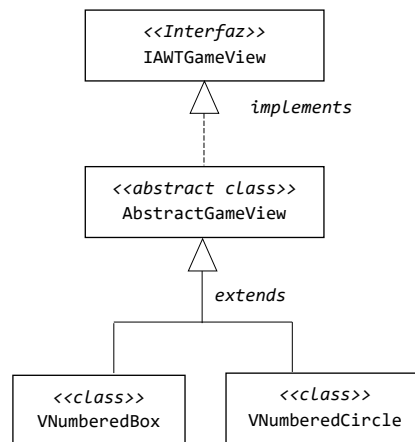 <<Interfaz>>
IAWTGameView
implements
<<abstract class>>
AbstractGameView
extends
<<class>>
VNumberedBox
<<class>>
VNumberedCircle